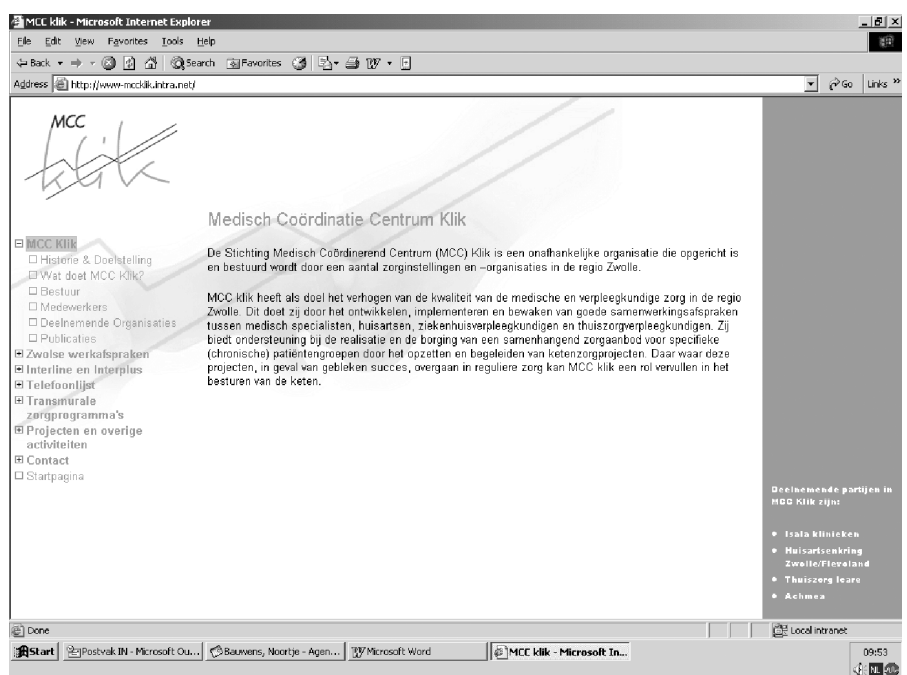 MCC klik - Microsoft Internet Explorer
File Edit View Favorites Tools Help
Back Search Favorites
Address http://www-mccklik.intra.net/ Go Links »
MCC
klik
Medisch Coördinatie Centrum Klik
MCC Klik
Historie & Doelstelling
Wat doet MCC Klik?
Bestuur
Medewerkers
Deelnemende Organisaties
Publicaties
Zwolse werkafspraken
Interline en Interplus
Telefoonlijst
Transmurale
zorgprogramma's
Projecten en overige
activiteiten
Contact
Startpagina
De Stichting Medisch Coördinerend Centrum (MCC) Klik is een onafhankelijke organisatie die opgericht is
en bestuurd wordt door een aantal zorginstellingen en –organisaties in de regio Zwolle.
MCC klik heeft als doel het verhogen van de kwaliteit van de medische en verpleegkundige zorg in de regio
Zwolle. Dit doet zij door het ontwikkelen, implementeren en bewaken van goede samenwerkingsafspraken
tussen medisch specialisten, huisartsen, ziekenhuisverpleegkundigen en thuiszorgverpleegkundigen. Zij
biedt ondersteuning bij de realisatie en de borging van een samenhangend zorgaanbod voor specifieke
(chronische) patiëntengroepen door het opzetten en begeleiden van ketenzorgprojecten. Daar waar deze
projecten, in geval van gebleken succes, overgaan in reguliere zorg kan MCC klik een rol vervullen in het
besturen van de keten.
Deelnemende partijen in
MCC Klik zijn:
• Isala klinieken
• Huisartsenkring
Zwolle/Flevoland
• Thuiszorg Icare
• Achmea
Done Local intranet
Start Postvak IN - Microsoft Ou... Bauwens, Noortje - Agen... Microsoft Word MCC klik - Microsoft In... 09:53
NL